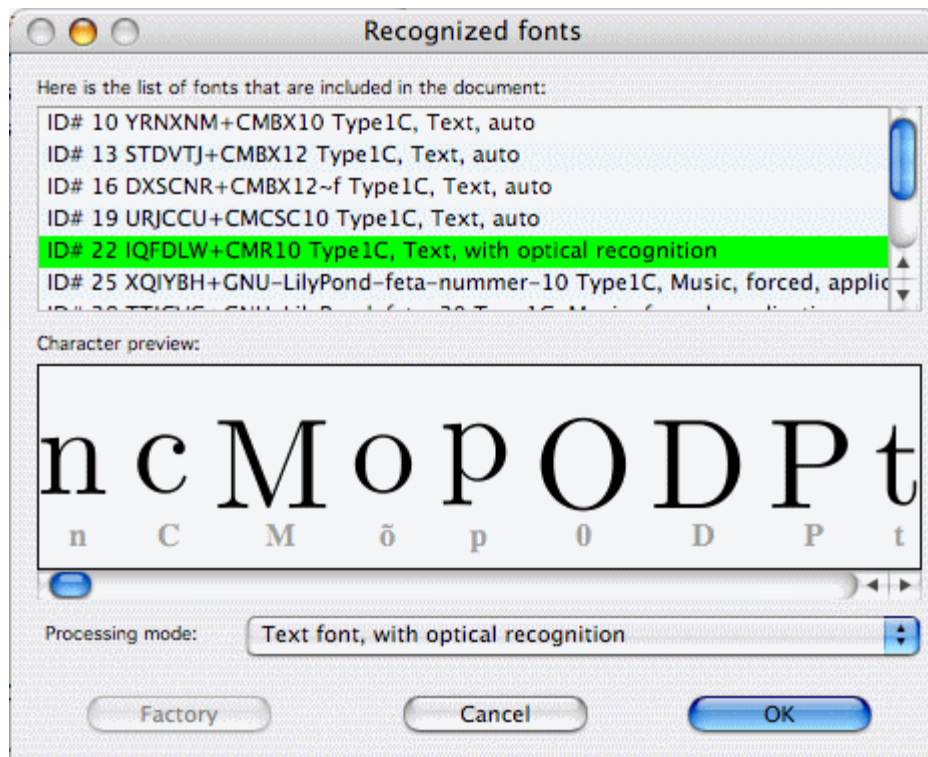 Recognized fonts
Here is the list of fonts that are included in the document:
ID# 10 YRNXNM+CMBX10 Type1C, Text, auto
ID# 13 STDVTJ+CMBX12 Type1C, Text, auto
ID# 16 DXSCNR+CMBX12~f Type1C, Text, auto
ID# 19 URJCCU+CMCSC10 Type1C, Text, auto
ID# 22 IQFDLW+CMR10 Type1C, Text, with optical recognition
ID# 25 XQIYBH+GNU-LilyPond-feta-nummer-10 Type1C, Music, forced, applic
Character preview:
n c M o p O D P t
n C M õ p 0 D P t
Processing mode: Text font, with optical recognition
Factory Cancel OK